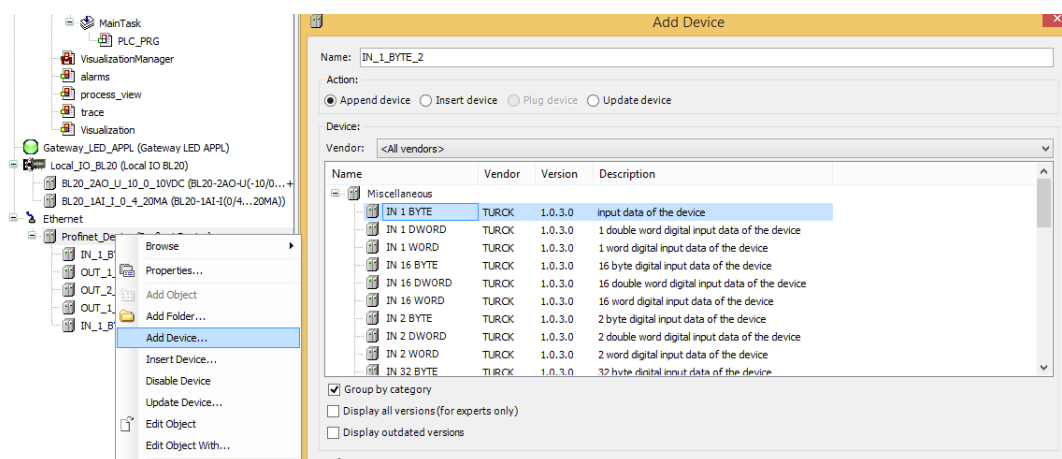 MainTask
PLC_PRG
VisualizationManager
alarms
process_view
trace
Visualization
Gateway_LED_APPL (Gateway LED APPL)
Local_IO_BL20 (Local IO BL20)
BL20_2AO_U_10_0_10VDC (BL20-2AO-U(-10/0...+
BL20_1AI_I_0_4_20MA (BL20-1AI-I(0/4...20MA))
Ethernet
Profinet_De
IN_1_B
OUT_1_
OUT_2_
OUT_1_
IN_1_B
Browse
Properties...
Add Object
Add Folder...
Add Device...
Insert Device...
Disable Device
Update Device...
Edit Object
Edit Object With...
Add Device
Name: IN_1_BYTE_2
Action:
Append device Insert device Plug device Update device
Device:
Vendor: <All vendors>
Name Vendor Version Description
Miscellaneous
IN 1 BYTE TURCK 1.0.3.0 input data of the device
IN 1 DWORD TURCK 1.0.3.0 1 double word digital input data of the device
IN 1 WORD TURCK 1.0.3.0 1 word digital input data of the device
IN 16 BYTE TURCK 1.0.3.0 16 byte digital input data of the device
IN 16 DWORD TURCK 1.0.3.0 16 double word digital input data of the device
IN 16 WORD TURCK 1.0.3.0 16 word digital input data of the device
IN 2 BYTE TURCK 1.0.3.0 2 byte digital input data of the device
IN 2 DWORD TURCK 1.0.3.0 2 double word digital input data of the device
IN 2 WORD TURCK 1.0.3.0 2 word digital input data of the device
IN 32 BYTE TURCK 1.0.3.0 32 byte digital input data of the device
Group by category
Display all versions (for experts only)
Display outdated versions